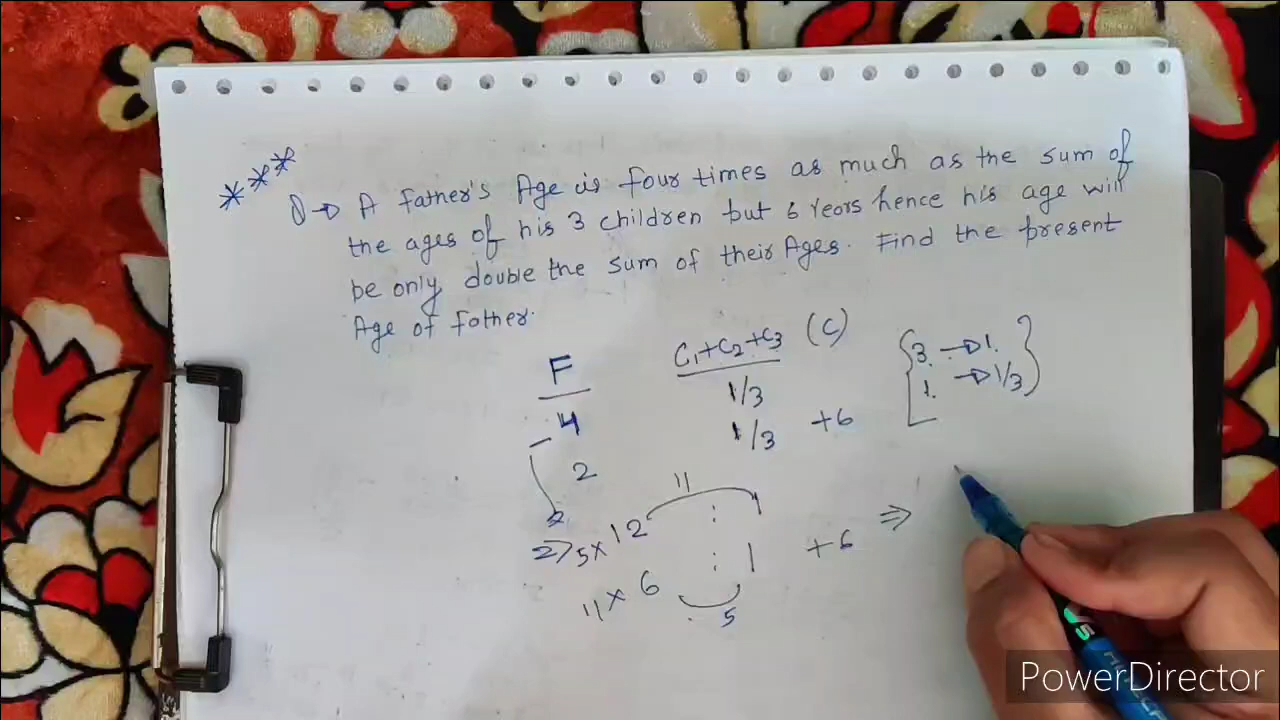 ***
Q→ A Father's Age is four times as much as the sum of
the ages of his 3 children but 6 Years hence his age will
be only double the sum of their Ages. Find the present
Age of Father.
F C₁+C₂+C₃ (C)
4 1/3
2 1/3 +6
3 → 1.
1. → 1/3
11
5 × 12 : 1
11 × 6 : 1 +6 ⇒
5
PowerDirector